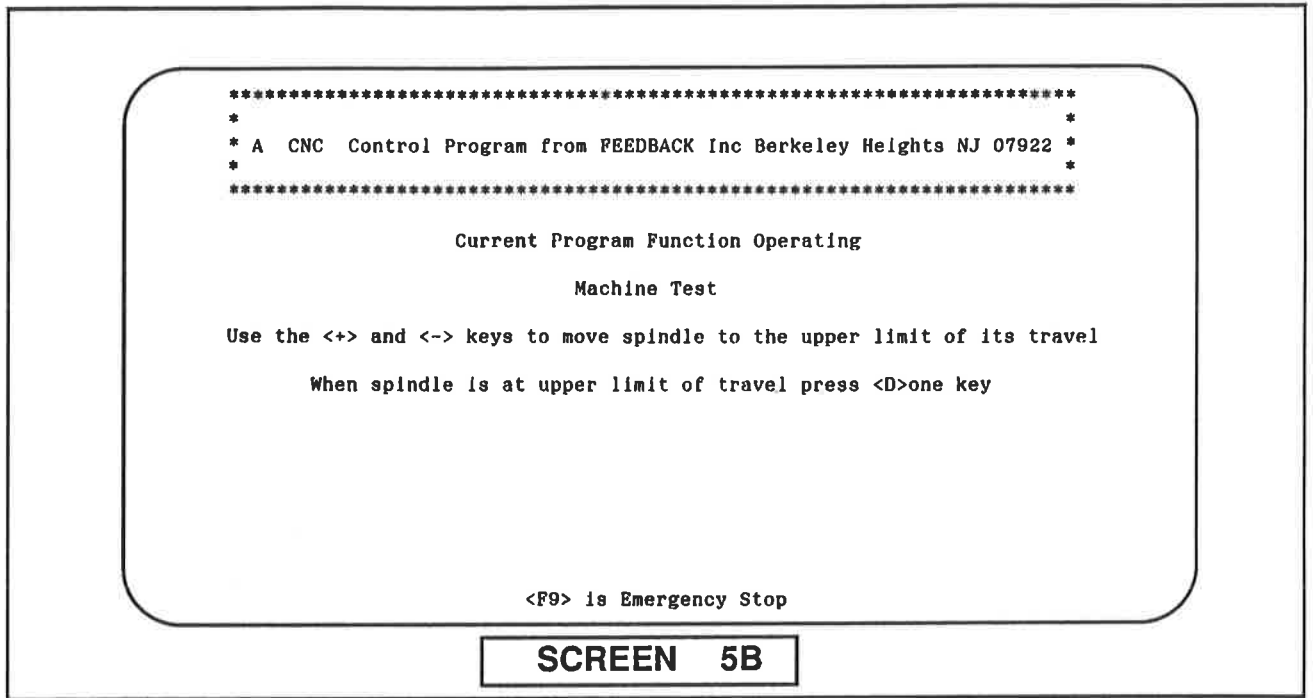 ***********************************************************************
*                                                                     *
* A  CNC  Control Program from FEEDBACK Inc Berkeley Heights NJ 07922 *
*                                                                     *
***********************************************************************
Current Program Function Operating
Machine Test
Use the <+> and <-> keys to move spindle to the upper limit of its travel
When spindle is at upper limit of travel press <D>one key
<F9> is Emergency Stop
SCREEN 5B